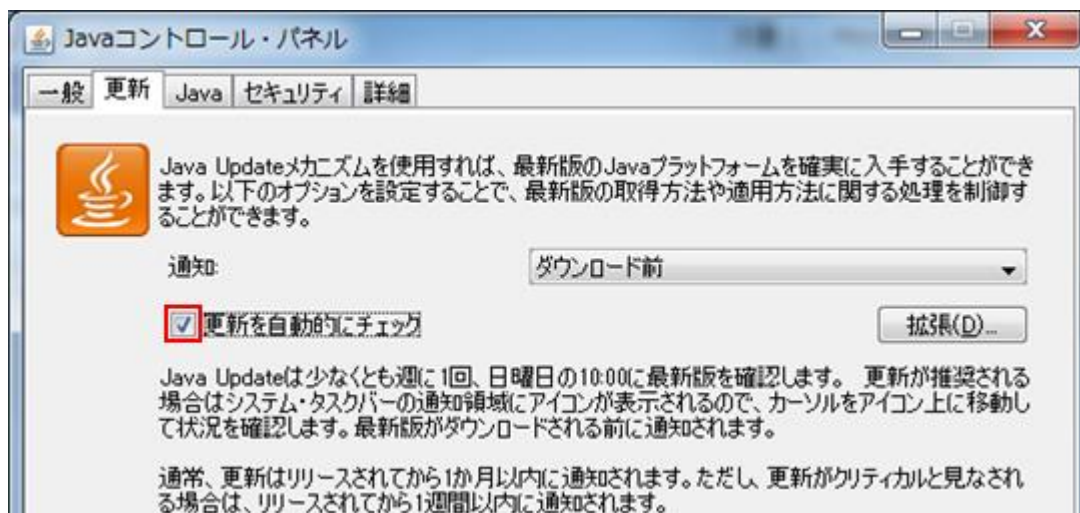 Javaコントロール・パネル
一般 更新 Java セキュリティ 詳細
Java Updateメカニズムを使用すれば、最新版のJavaプラットフォームを確実に入手することができ
ます。以下のオプションを設定することで、最新版の取得方法や適用方法に関する処理を制御す
ることができます。
通知: ダウンロード前
更新を自動的にチェック 拡張(D)...
Java Updateは少なくとも週に1回、日曜日の10:00に最新版を確認します。 更新が推奨される
場合はシステム・タスクバーの通知領域にアイコンが表示されるので、カーソルをアイコン上に移動し
て状況を確認します。最新版がダウンロードされる前に通知されます。
通常、更新はリリースされてから1か月以内に通知されます。ただし、更新がクリティカルと見なされ
る場合は、リリースされてから1週間以内に通知されます。